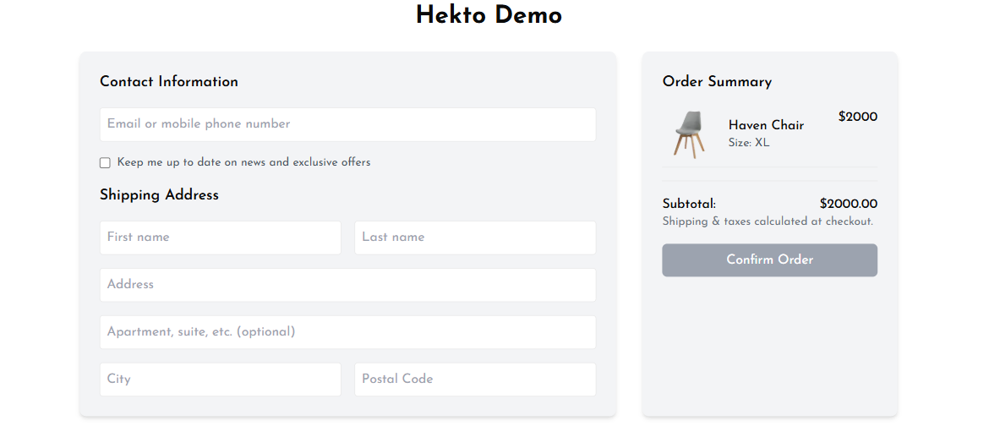 Hekto Demo
Contact Information
Email or mobile phone number
Keep me up to date on news and exclusive offers
Shipping Address
First name
Last name
Address
Apartment, suite, etc. (optional)
City
Postal Code
Order Summary
Haven Chair
$2000
Size: XL
Subtotal:
$2000.00
Shipping & taxes calculated at checkout.
Confirm Order